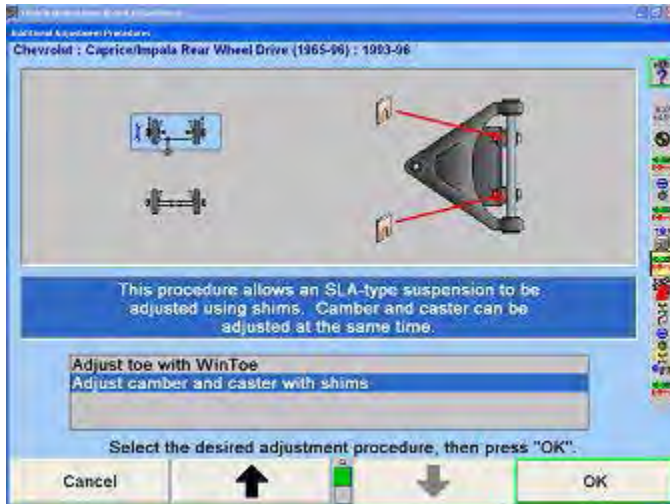 Additional Adjustment Procedures
Chevrolet : Caprice/Impala Rear Wheel Drive (1965-96) : 1993-96
This procedure allows an SLA-type suspension to be
adjusted using shims.  Camber and caster can be
adjusted at the same time.
Adjust toe with WinToe
Adjust camber and caster with shims
Select the desired adjustment procedure, then press "OK".
Cancel
OK